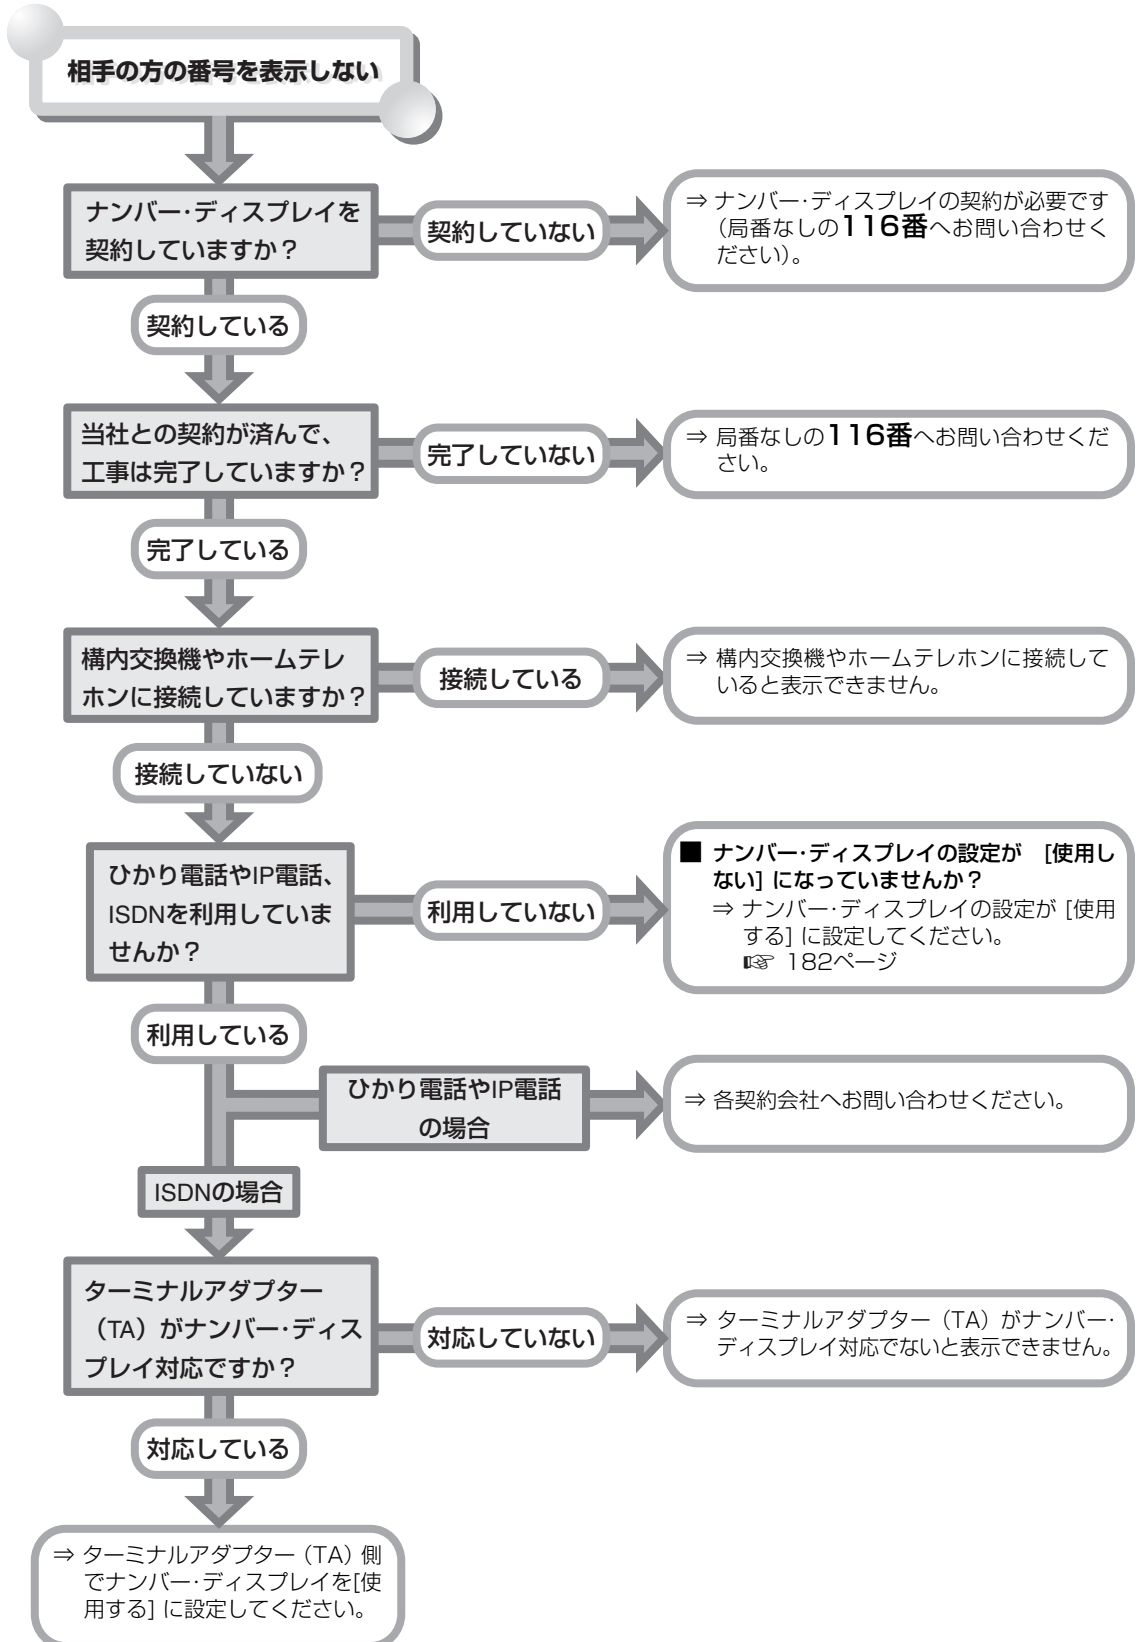 相手の方の番号を表示しない
ナンバー・ディスプレイを
契約していますか？
契約していない
⇒ ナンバー・ディスプレイの契約が必要です
（局番なしの116番へお問い合わせく
ださい）。
契約している
当社との契約が済んで、
工事は完了していますか？
完了していない
⇒ 局番なしの116番へお問い合わせくだ
さい。
完了している
構内交換機やホームテレ
ホンに接続していますか？
接続している
⇒ 構内交換機やホームテレホンに接続して
いると表示できません。
接続していない
ひかり電話やIP電話、
ISDNを利用していま
せんか？
利用していない
■ ナンバー・ディスプレイの設定が　[使用し
ない] になっていませんか？
⇒ ナンバー・ディスプレイの設定が [使用
する] に設定してください。
☞ 182ページ
利用している
ひかり電話やIP電話
の場合
⇒ 各契約会社へお問い合わせください。
ISDNの場合
ターミナルアダプター
（TA）がナンバー・ディス
プレイ対応ですか？
対応していない
⇒ ターミナルアダプター（TA）がナンバー・
ディスプレイ対応でないと表示できません。
対応している
⇒ ターミナルアダプター（TA）側
でナンバー・ディスプレイを[使
用する] に設定してください。